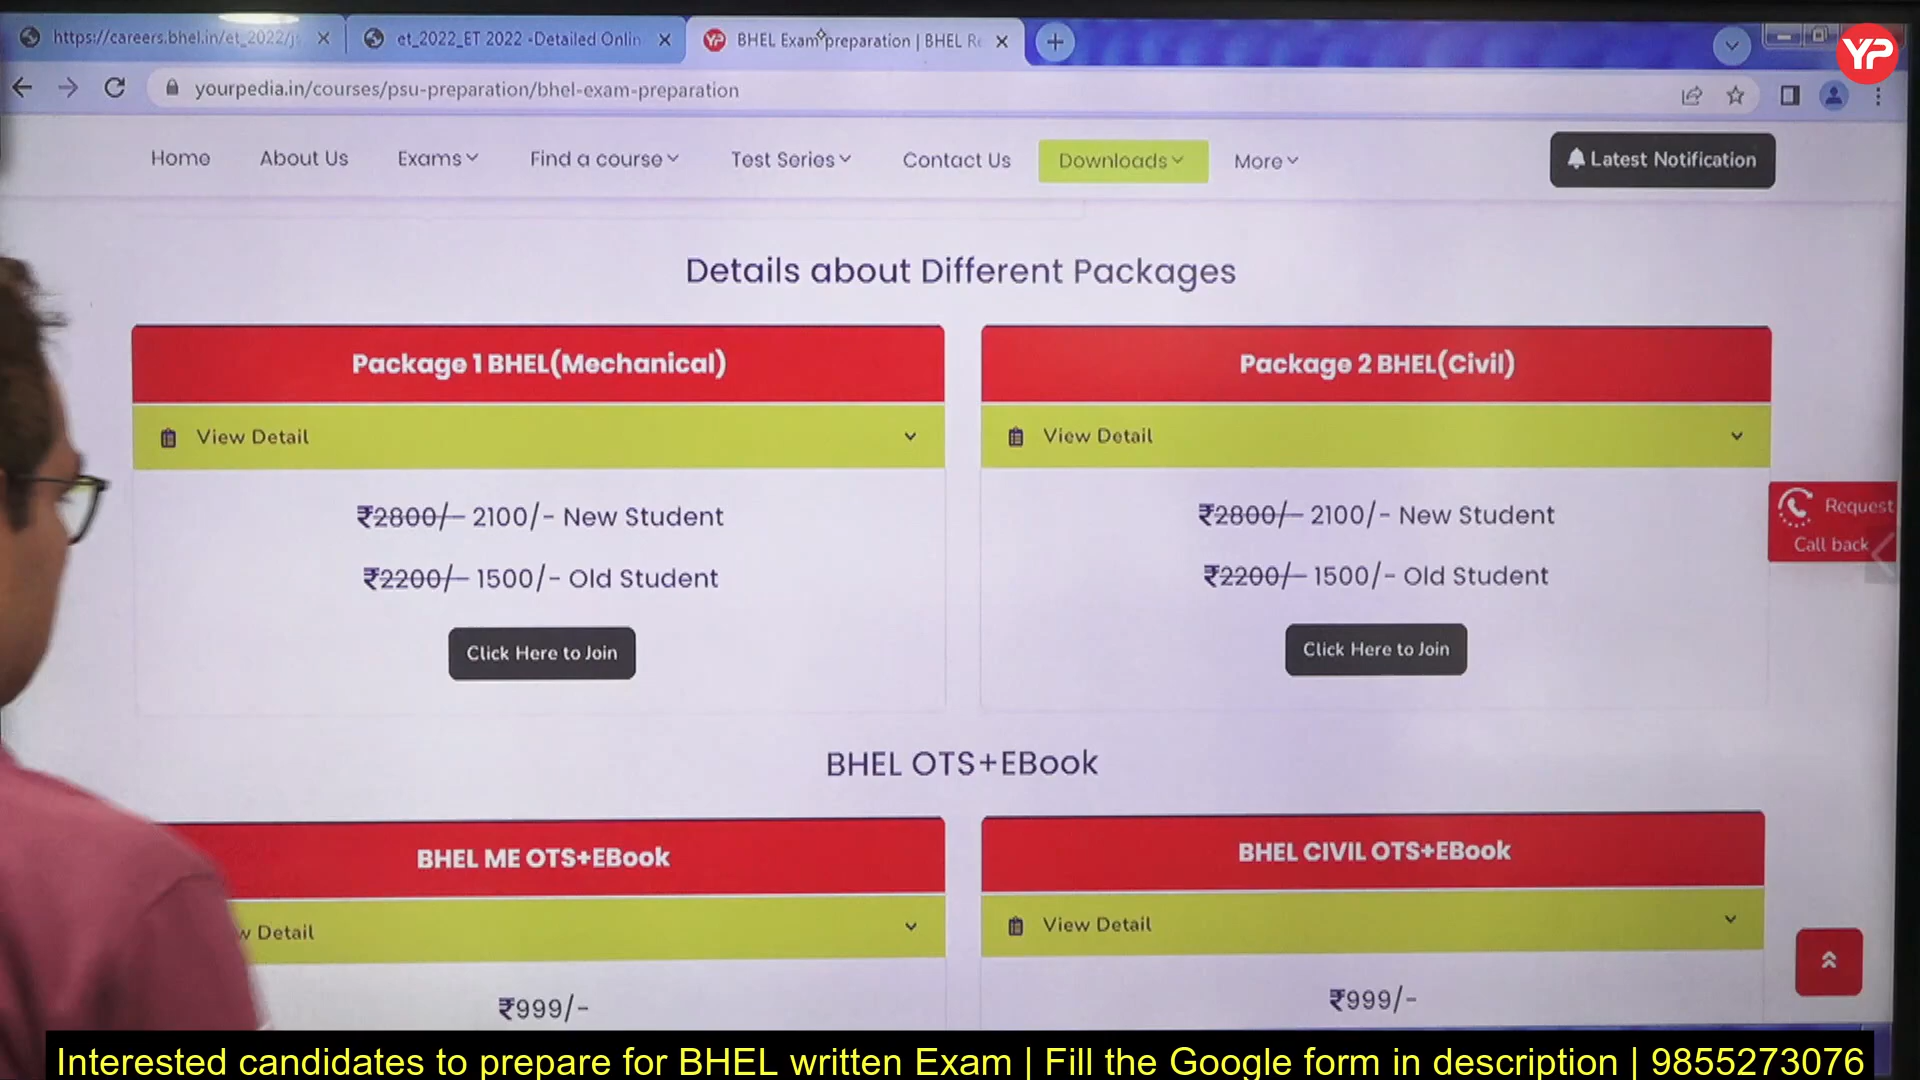 https://careers.bhel.in/et_2022/j
et_2022_ET 2022 -Detailed Onlin
BHEL Exam preparation | BHEL Re
YP
yourpedia.in/courses/psu-preparation/bhel-exam-preparation
Home
About Us
Exams
Find a course
Test Series
Contact Us
Downloads
More
Latest Notification
Details about Different Packages
Package 1 BHEL(Mechanical)
Package 2 BHEL(Civil)
View Detail
View Detail
₹2800/- 2100/- New Student
₹2800/- 2100/- New Student
₹2200/- 1500/- Old Student
₹2200/- 1500/- Old Student
Request
Call back
Click Here to Join
Click Here to Join
BHEL OTS+EBook
BHEL ME OTS+EBook
BHEL CIVIL OTS+EBook
w Detail
View Detail
₹999/-
₹999/-
Interested candidates to prepare for BHEL written Exam | Fill the Google form in description | 9855273076